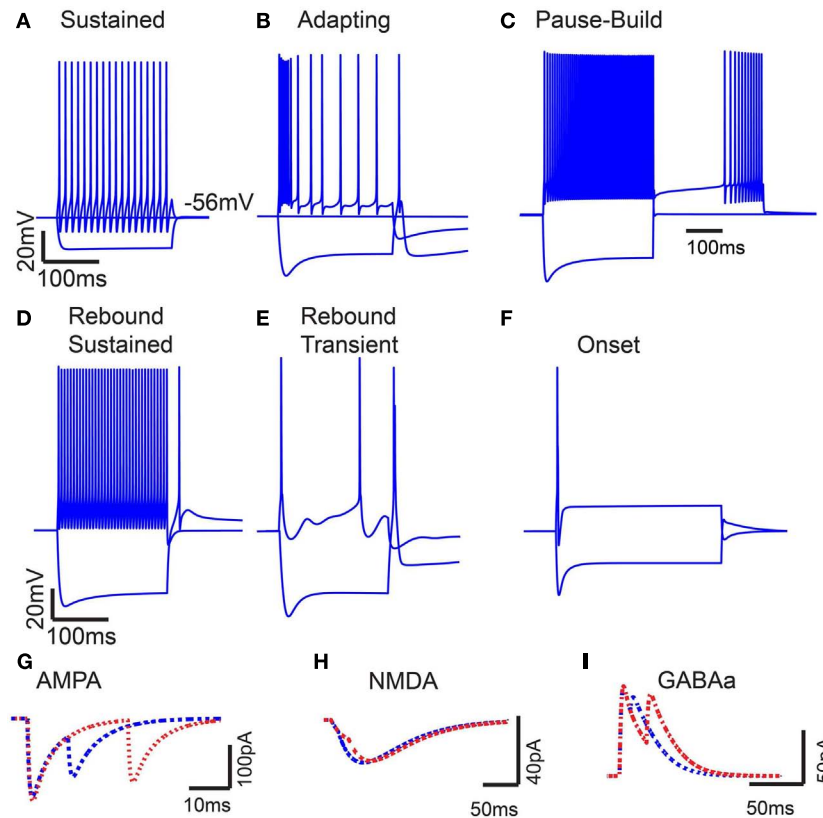 A Sustained
B Adapting
C Pause-Build
-56mV
20mV
100ms
100ms
D Rebound
Sustained
E Rebound
Transient
F Onset
20mV
100ms
G AMPA
H NMDA
I GABAa
100pA
10ms
40pA
50ms
50pA
50ms